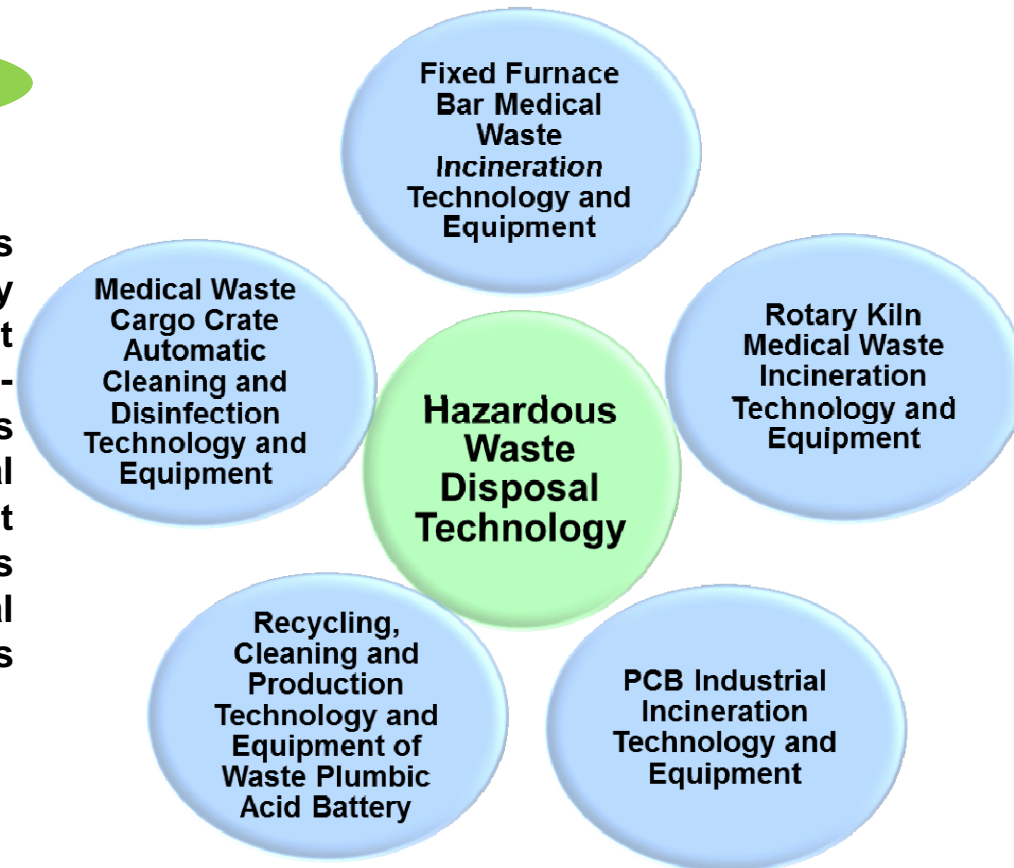 Fixed Furnace
Bar Medical
Waste
Incineration
Technology and
Equipment
Medical Waste
Cargo Crate
Automatic
Cleaning and
Disinfection
Technology and
Equipment
Rotary Kiln
Medical Waste
Incineration
Technology and
Equipment
Hazardous
Waste
Disposal
Technology
Recycling,
Cleaning and
Production
Technology and
Equipment of
Waste Plumbic
Acid Battery
PCB Industrial
Incineration
Technology and
Equipment